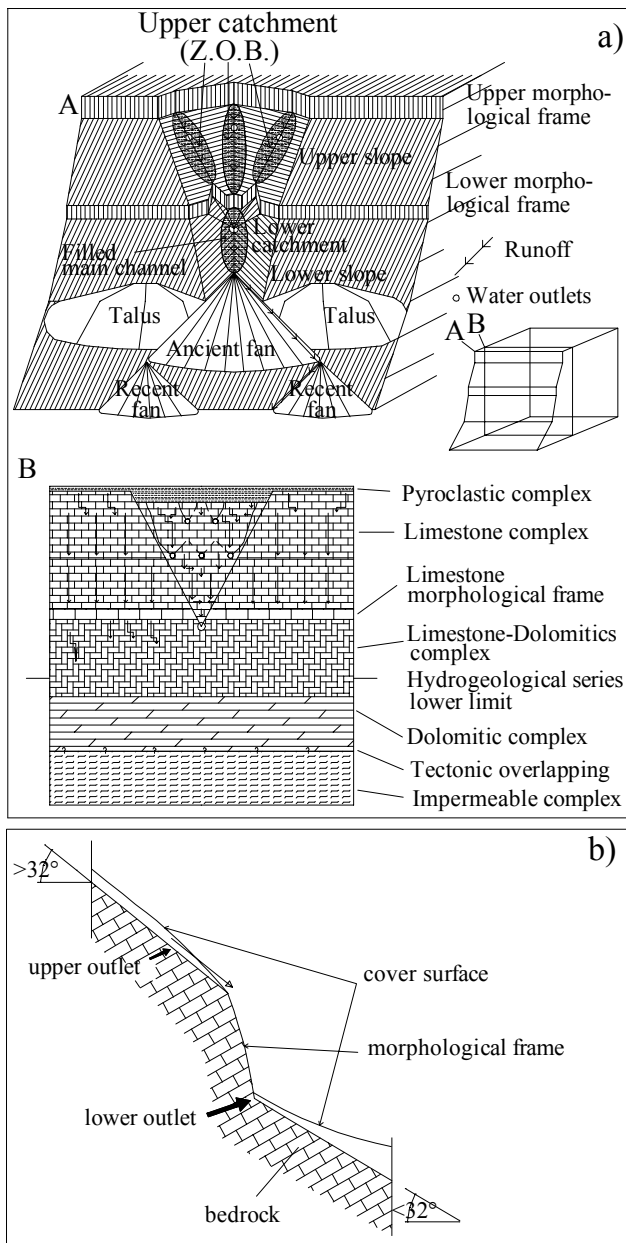 Upper catchment
(Z.O.B.)
a)
A
Upper morpho-
logical frame
Upper slope
Lower morpho-
logical frame
Lower
catchment
Filled
main channel
Lower slope
Runoff
Water outlets
Talus
Talus
Ancient fan
Recent
fan
Recent
fan
A
B
B
Pyroclastic complex
Limestone complex
Limestone
morphological frame
Limestone-Dolomitics
complex
Hydrogeological series
lower limit
Dolomitic complex
Tectonic overlapping
Impermeable complex
b)
>32°
upper outlet
cover surface
morphological frame
lower outlet
bedrock
<32°